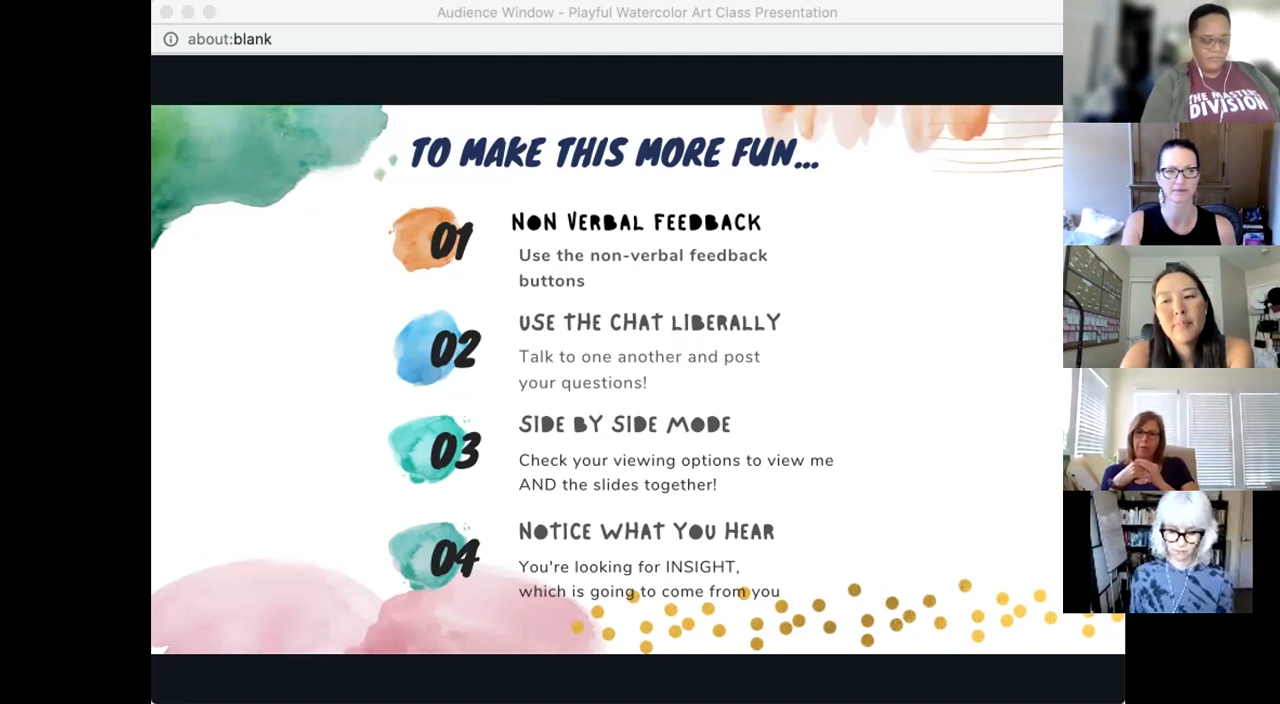 Audience Window - Playful Watercolor Art Class Presentation
about:blank
TO MAKE THIS MORE FUN...
01
NON VERBAL FEEDBACK
Use the non-verbal feedback
buttons
02
USE THE CHAT LIBERALLY
Talk to one another and post
your questions!
03
SIDE BY SIDE MODE
Check your viewing options to view me
AND the slides together!
04
NOTICE WHAT YOU HEAR
You're looking for INSIGHT,
which is going to come from you
THE
DIVISION